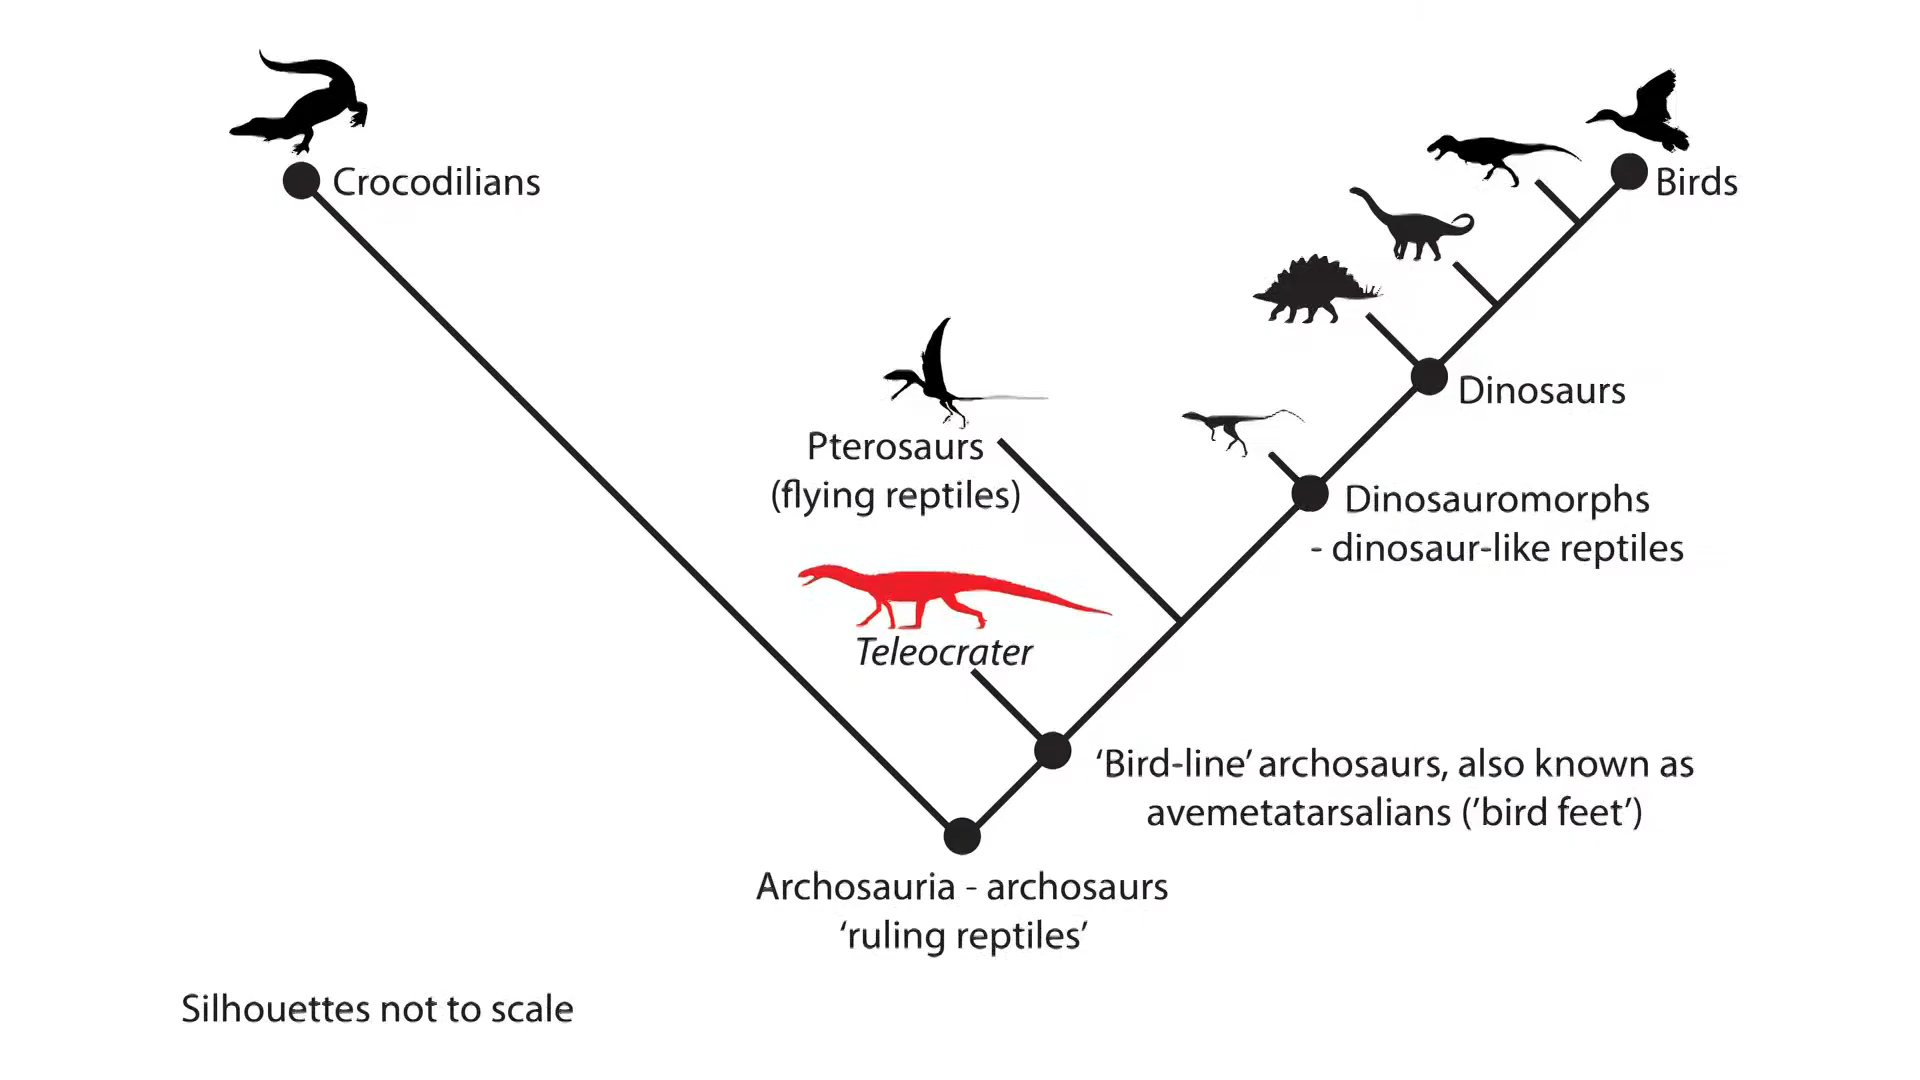 Crocodilians
Birds
Dinosaurs
Pterosaurs
(flying reptiles)
Dinosauromorphs
- dinosaur-like reptiles
Teleocrater
‘Bird-line’ archosaurs, also known as
avemetatarsalians (’bird feet’)
Archosauria - archosaurs
‘ruling reptiles’
Silhouettes not to scale